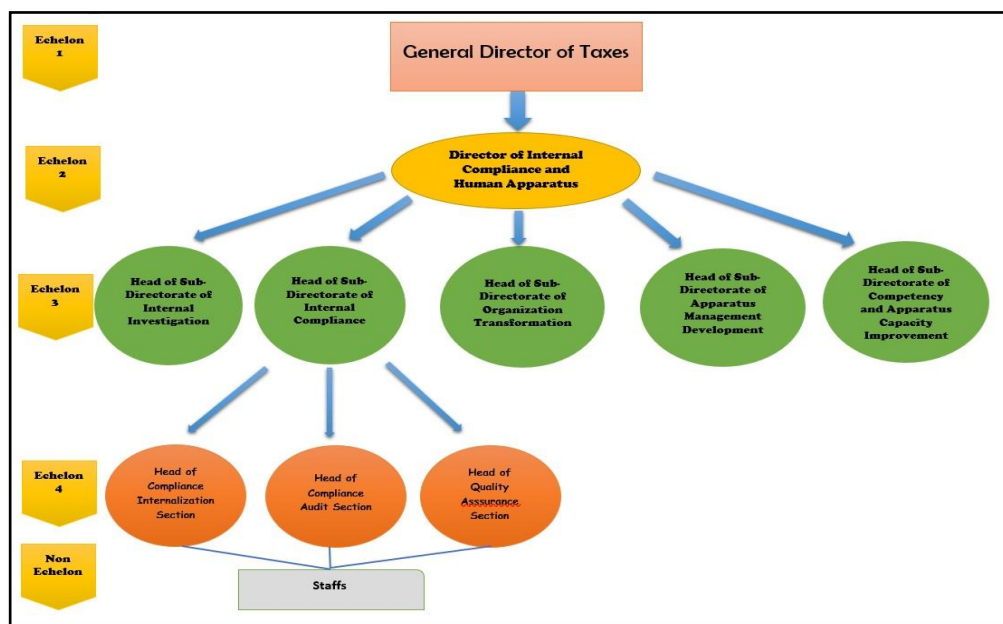 Echelon
1
General Director of Taxes
Echelon
2
Director of Internal
Compliance and
Human Apparatus
Echelon
3
Head of Sub-
Directorate of
Internal
Investigation
Head of Sub-
Directorate of
Internal
Compliance
Head of Sub-
Directorate of
Organization
Transformation
Head of Sub-
Directorate of
Apparatus
Management
Development
Head of Sub-
Directorate of
Competency
and Apparatus
Capacity
Improvement
Echelon
4
Head of
Compliance
Internalization
Section
Head of
Compliance
Audit Section
Head of
Quality
Asssurance
Section
Non
Echelon
Staffs